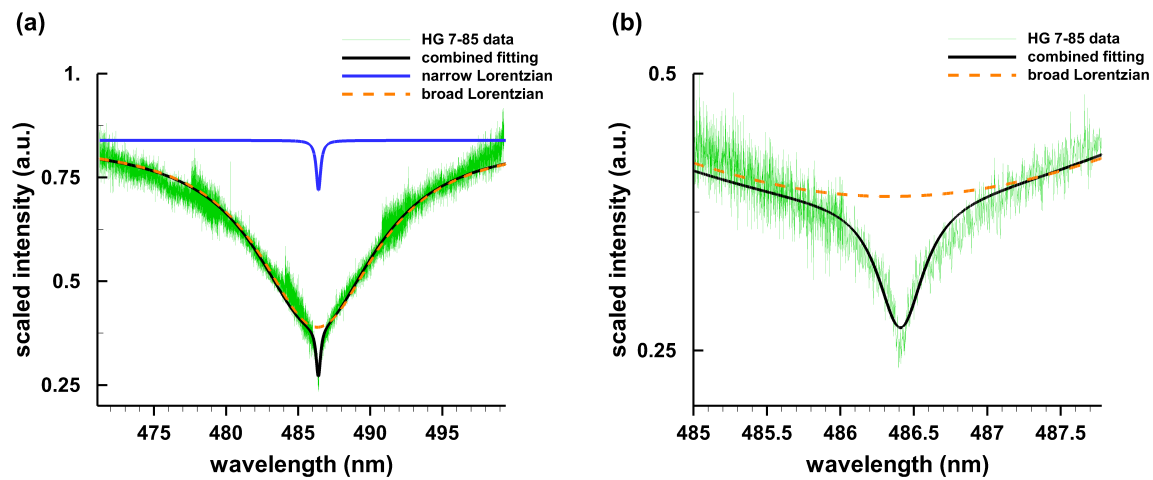 (a)
HG 7-85 data
combined fitting
narrow Lorentzian
broad Lorentzian
1.
0.75
0.5
0.25
scaled intensity (a.u.)
475 480 485 490 495
wavelength (nm)
(b)
HG 7-85 data
combined fitting
broad Lorentzian
0.5
0.25
scaled intensity (a.u.)
485 485.5 486 486.5 487 487.5
wavelength (nm)